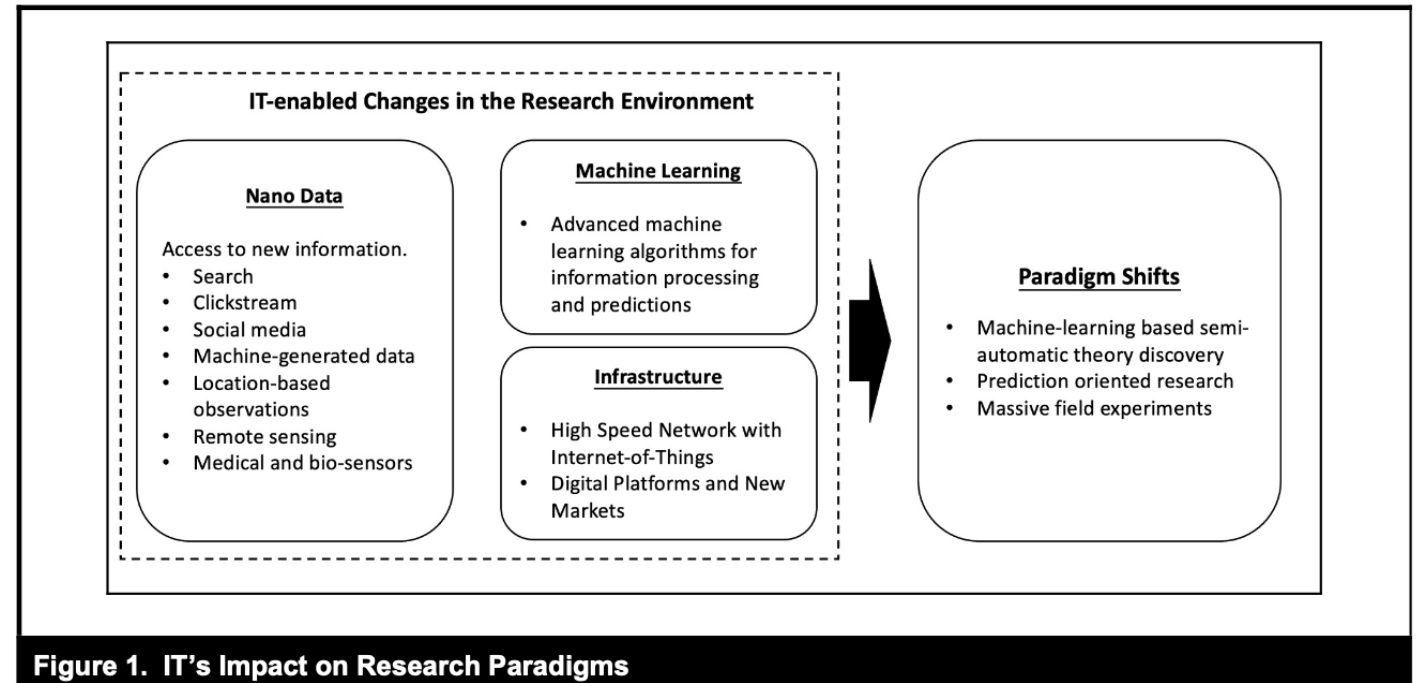 IT-enabled Changes in the Research Environment
Nano Data
Access to new information.
• Search
• Clickstream
• Social media
• Machine-generated data
• Location-based
observations
• Remote sensing
• Medical and bio-sensors
Machine Learning
• Advanced machine
learning algorithms for
information processing
and predictions
Infrastructure
• High Speed Network with
Internet-of-Things
• Digital Platforms and New
Markets
Paradigm Shifts
• Machine-learning based semi-
automatic theory discovery
• Prediction oriented research
• Massive field experiments
Figure 1. IT’s Impact on Research Paradigms